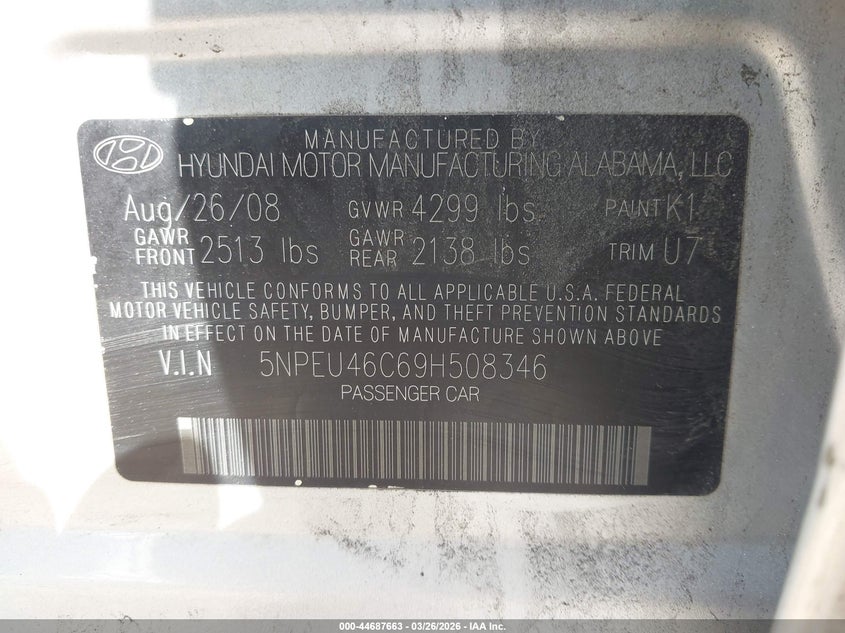 MANUFACTURED BY
HYUNDAI MOTOR MANUFACTURING ALABAMA, LLC
Aug/26/08 GVWR 4299 lbs PAINT K1
GAWR FRONT 2513 lbs GAWR REAR 2138 lbs TRIM U7
THIS VEHICLE CONFORMS TO ALL APPLICABLE U.S.A. FEDERAL
MOTOR VEHICLE SAFETY, BUMPER, AND THEFT PREVENTION STANDARDS
IN EFFECT ON THE DATE OF MANUFACTURE SHOWN ABOVE
V.I.N 5NPEU46C69H508346
PASSENGER CAR
000-44687663 - 03/26/2026 - IAA Inc.